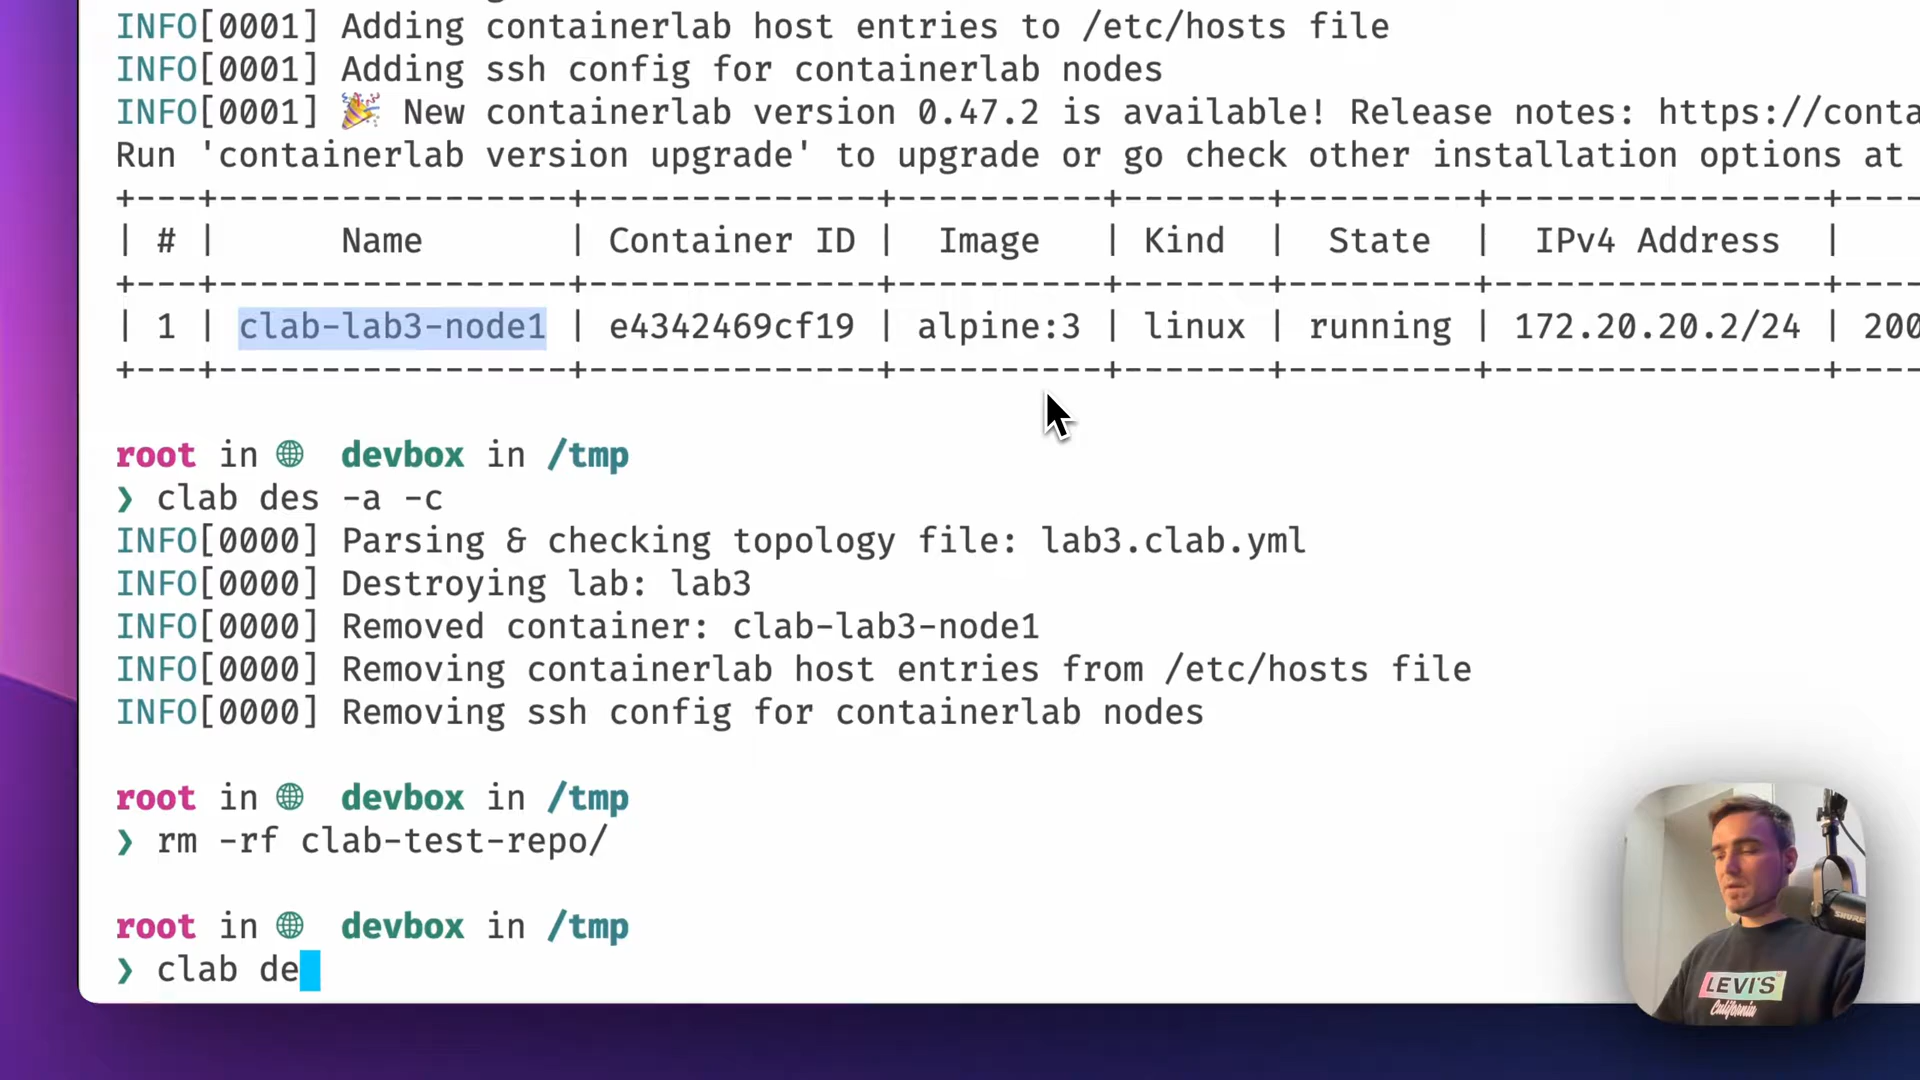 INFO[0001] Adding containerlab host entries to /etc/hosts file
INFO[0001] Adding ssh config for containerlab nodes
INFO[0001] 🎉 New containerlab version 0.47.2 is available! Release notes: https://conta
Run 'containerlab version upgrade' to upgrade or go check other installation options at
+---+-----------------+--------------+----------+-------+---------+----------------+----
| # |      Name       | Container ID |  Image   | Kind  |  State  |  IPv4 Address  |
+---+-----------------+--------------+----------+-------+---------+----------------+----
| 1 | clab-lab3-node1 | e4342469cf19 | alpine:3 | linux | running | 172.20.20.2/24 | 200
+---+-----------------+--------------+----------+-------+---------+----------------+----
root in 🌐 devbox in /tmp
❯ clab des -a -c
INFO[0000] Parsing & checking topology file: lab3.clab.yml
INFO[0000] Destroying lab: lab3
INFO[0000] Removed container: clab-lab3-node1
INFO[0000] Removing containerlab host entries from /etc/hosts file
INFO[0000] Removing ssh config for containerlab nodes
root in 🌐 devbox in /tmp
❯ rm -rf clab-test-repo/
root in 🌐 devbox in /tmp
❯ clab de
SHURE
LEVI'S
California